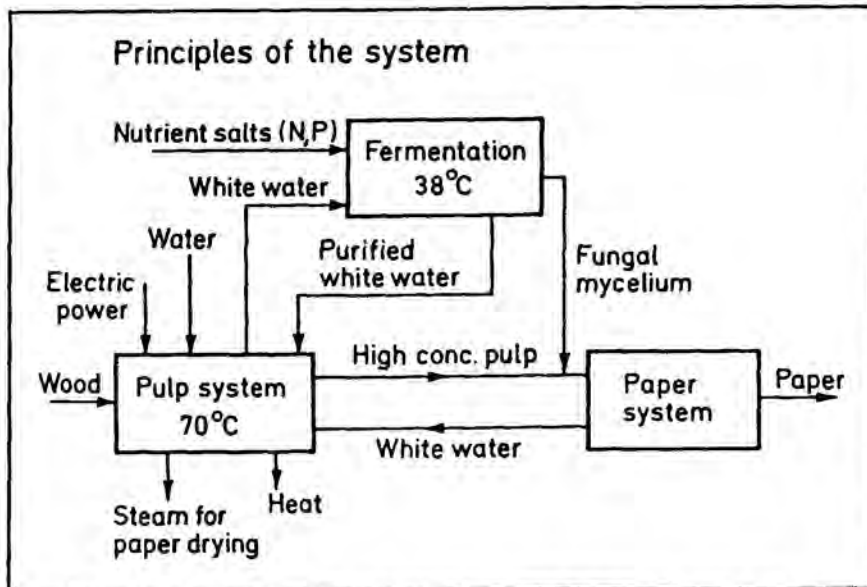 Principles of the system
Nutrient salts (N,P)
Fermentation
38°C
White water
Water
Purified
white water
Fungal
mycelium
Electric
power
High conc. pulp
Wood
Pulp system
70°C
Paper
system
Paper
White water
Steam for
paper drying
Heat